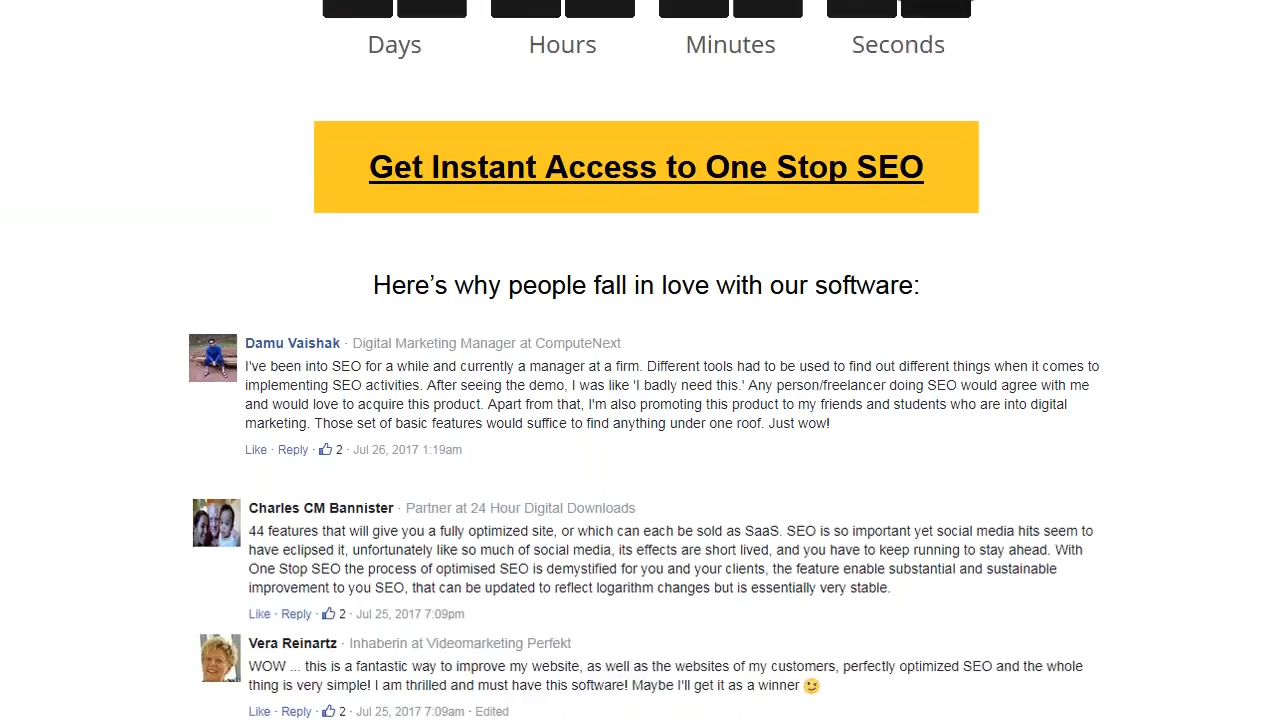 Days Hours Minutes Seconds
Get Instant Access to One Stop SEO
Here’s why people fall in love with our software:
Damu Vaishak · Digital Marketing Manager at ComputeNext
I've been into SEO for a while and currently a manager at a firm. Different tools had to be used to find out different things when it comes to
implementing SEO activities. After seeing the demo, I was like 'I badly need this.' Any person/freelancer doing SEO would agree with me
and would love to acquire this product. Apart from that, I'm also promoting this product to my friends and students who are into digital
marketing. Those set of basic features would suffice to find anything under one roof. Just wow!
Like · Reply · 2 · Jul 26, 2017 1:19am
Charles CM Bannister · Partner at 24 Hour Digital Downloads
44 features that will give you a fully optimized site, or which can each be sold as SaaS. SEO is so important yet social media hits seem to
have eclipsed it, unfortunately like so much of social media, its effects are short lived, and you have to keep running to stay ahead. With
One Stop SEO the process of optimised SEO is demystified for you and your clients, the feature enable substantial and sustainable
improvement to you SEO, that can be updated to reflect logarithm changes but is essentially very stable.
Like · Reply · 2 · Jul 25, 2017 7:09pm
Vera Reinartz · Inhaberin at Videomarketing Perfekt
WOW ... this is a fantastic way to improve my website, as well as the websites of my customers, perfectly optimized SEO and the whole
thing is very simple! I am thrilled and must have this software! Maybe I'll get it as a winner 😉
Like · Reply · 2 · Jul 25, 2017 7:09am · Edited